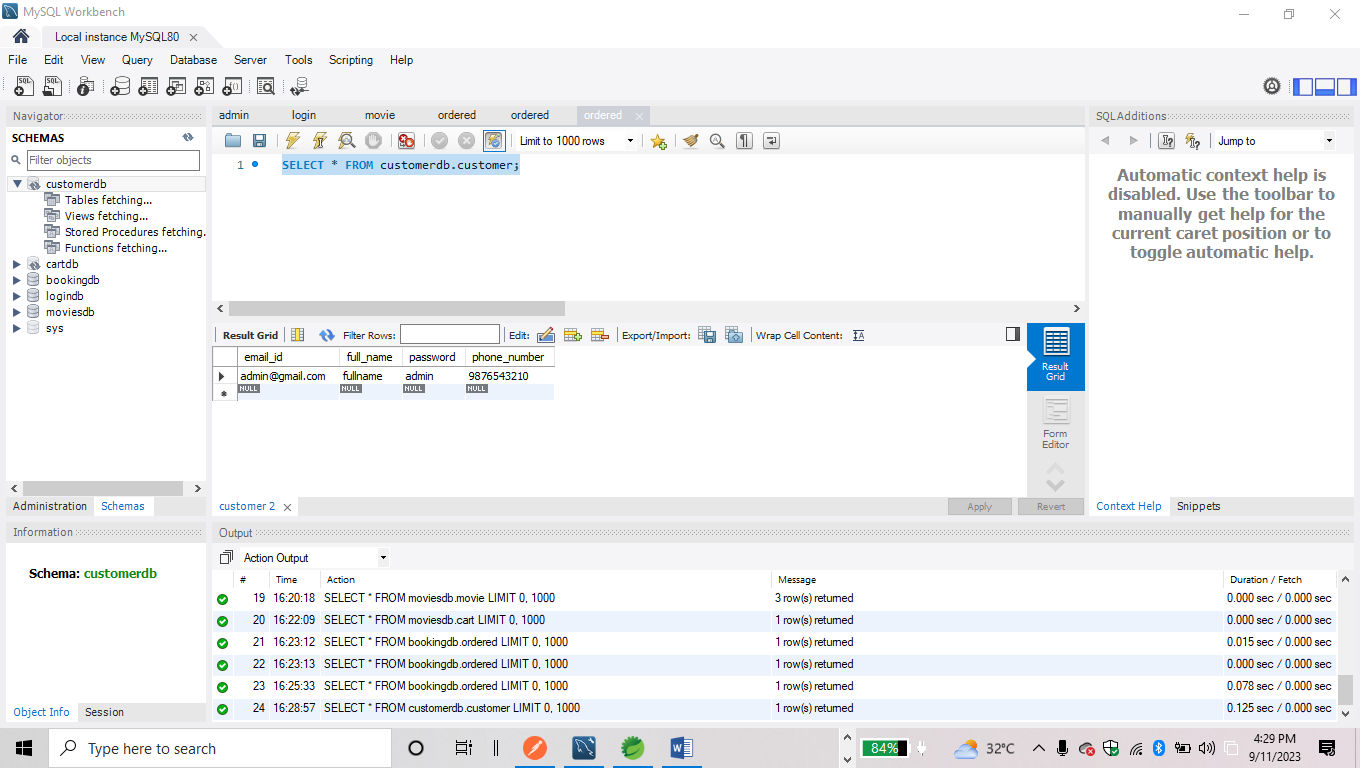 MySQL Workbench
Local instance MySQL80
File Edit View Query Database Server Tools Scripting Help
Navigator
SCHEMAS
Filter objects
customerdb
Tables fetching...
Views fetching...
Stored Procedures fetching.
Functions fetching...
cartdb
bookingdb
logindb
moviesdb
sys
Administration Schemas
Information
Schema: customerdb
Object Info Session
admin login movie ordered ordered ordered
Limit to 1000 rows
1 SELECT * FROM customerdb.customer;
Result Grid Filter Rows: Edit: Export/Import: Wrap Cell Content:
email_id full_name password phone_number
admin@gmail.com fullname admin 9876543210
NULL NULL NULL NULL
Result Grid
Form Editor
customer 2
Apply Revert
SQLAdditions
Jump to
Automatic context help is
disabled. Use the toolbar to
manually get help for the
current caret position or to
toggle automatic help.
Context Help Snippets
Output
Action Output
# Time Action Message Duration / Fetch
19 16:20:18 SELECT * FROM moviesdb.movie LIMIT 0, 1000 3 row(s) returned 0.000 sec / 0.000 sec
20 16:22:09 SELECT * FROM moviesdb.cart LIMIT 0, 1000 1 row(s) returned 0.000 sec / 0.000 sec
21 16:23:12 SELECT * FROM bookingdb.ordered LIMIT 0, 1000 1 row(s) returned 0.015 sec / 0.000 sec
22 16:23:13 SELECT * FROM bookingdb.ordered LIMIT 0, 1000 1 row(s) returned 0.000 sec / 0.000 sec
23 16:25:33 SELECT * FROM bookingdb.ordered LIMIT 0, 1000 1 row(s) returned 0.078 sec / 0.000 sec
24 16:28:57 SELECT * FROM customerdb.customer LIMIT 0, 1000 1 row(s) returned 0.125 sec / 0.000 sec
Type here to search
84%
32°C
4:29 PM
9/11/2023